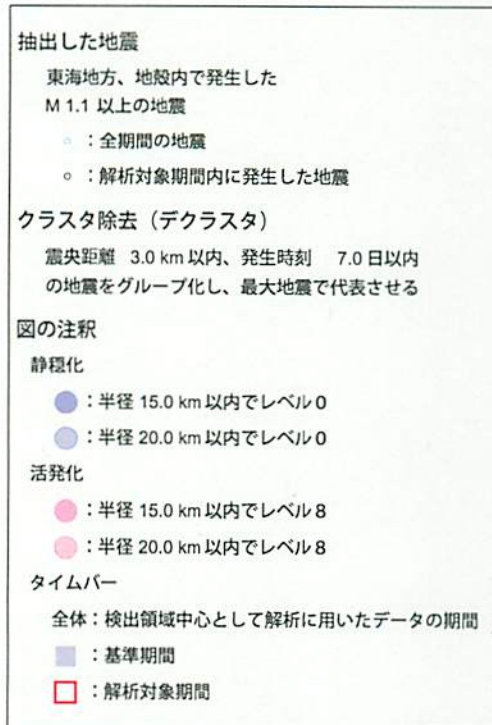 抽出した地震
東海地方、地殻内で発生した
M 1.1 以上の地震
：全期間の地震
：解析対象期間内に発生した地震
クラスタ除去（デクラスタ）
震央距離 3.0 km 以内、発生時刻 7.0 日以内
の地震をグループ化し、最大地震で代表させる
図の注釈
静穏化
：半径 15.0 km 以内でレベル 0
：半径 20.0 km 以内でレベル 0
活発化
：半径 15.0 km 以内でレベル 8
：半径 20.0 km 以内でレベル 8
タイムバー
全体：検出領域中心として解析に用いたデータの期間
：基準期間
：解析対象期間